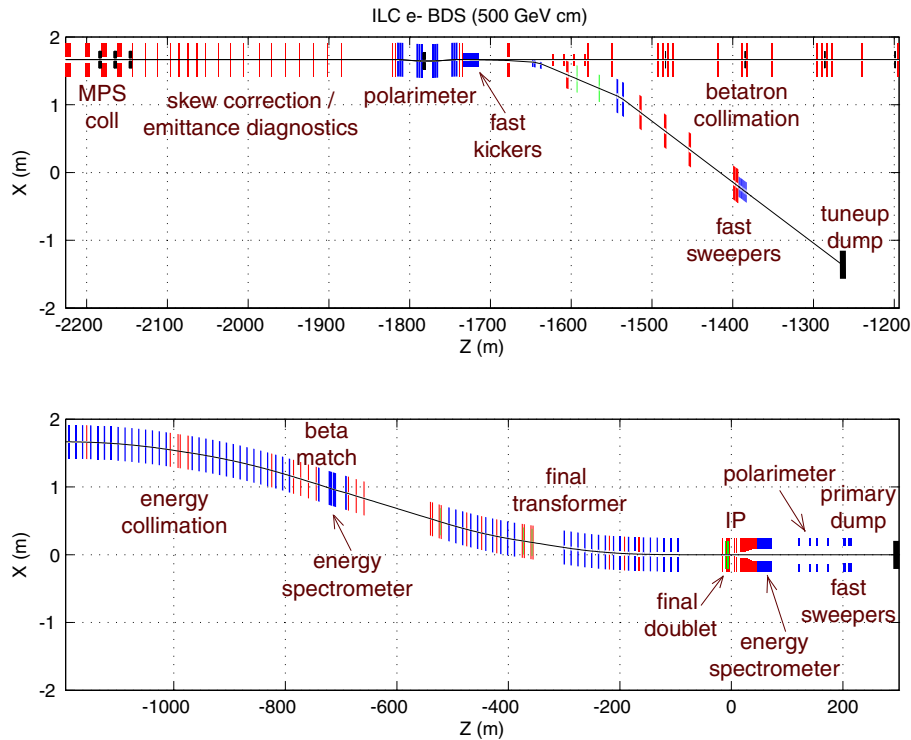 ILC e- BDS (500 GeV cm)
2
1
0
-1
2
X (m)
MPS
coll
skew correction /
emittance diagnostics
polarimeter
fast
kickers
betatron
collimation
fast
sweepers
tuneup
dump
-2200 -2100 -2000 -1900 -1800 -1700 -1600 -1500 -1400 -1300 -1200
Z (m)
2
1
0
1
2
X (m)
energy
collimation
beta
match
energy
spectrometer
final
transformer
IP
polarimeter
primary
dump
final
doublet
energy
spectrometer
fast
sweepers
-1000 -800 -600 -400 -200 0 200
Z (m)